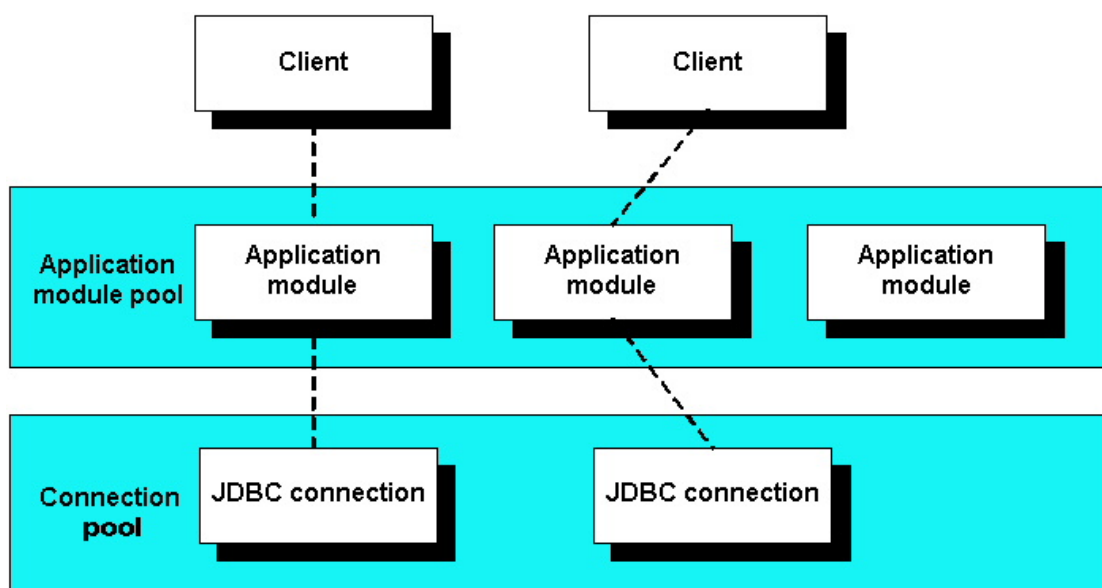 Client
Client
Application
module pool
Application
module
Application
module
Application
module
Connection
pool
JDBC connection
JDBC connection